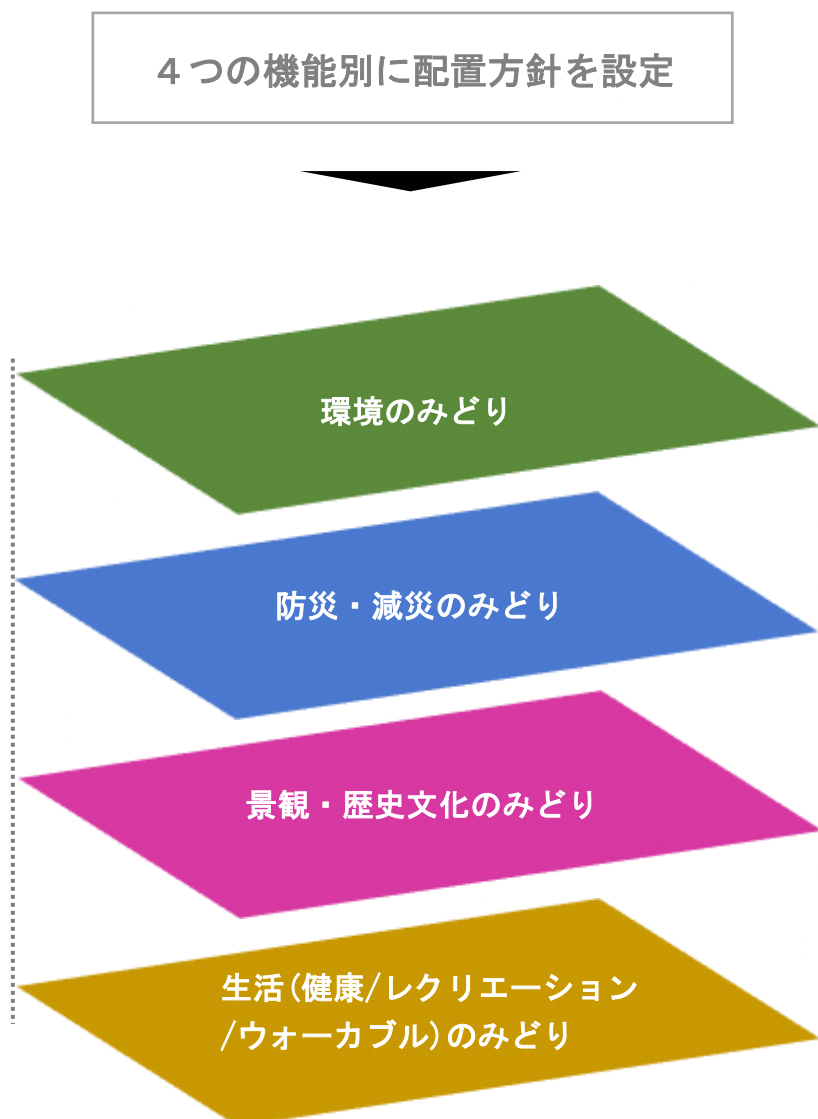 ４つの機能別に配置方針を設定
環境のみどり
防災・減災のみどり
景観・歴史文化のみどり
生活(健康/レクリエーション
/ウォーカブル)のみどり